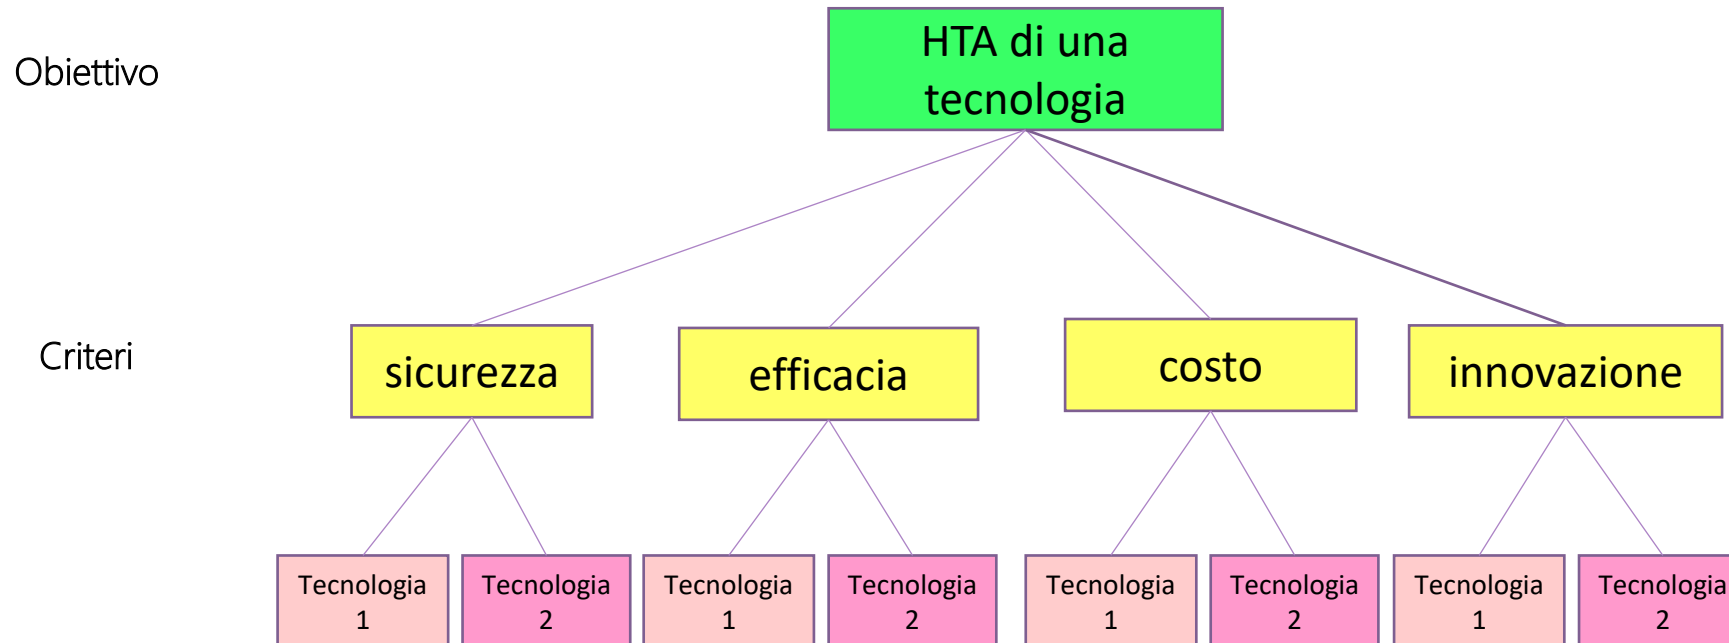 Obiettivo
HTA di una
tecnologia
Criteri
sicurezza
efficacia
costo
innovazione
Tecnologia
1
Tecnologia
2
Tecnologia
1
Tecnologia
2
Tecnologia
1
Tecnologia
2
Tecnologia
1
Tecnologia
2